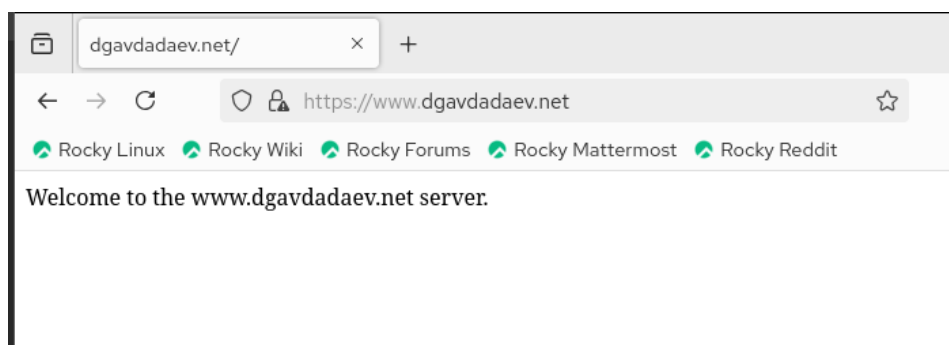 dgavdadaev.net/
https://www.dgavdadaev.net
Rocky Linux Rocky Wiki Rocky Forums Rocky Mattermost Rocky Reddit
Welcome to the www.dgavdadaev.net server.